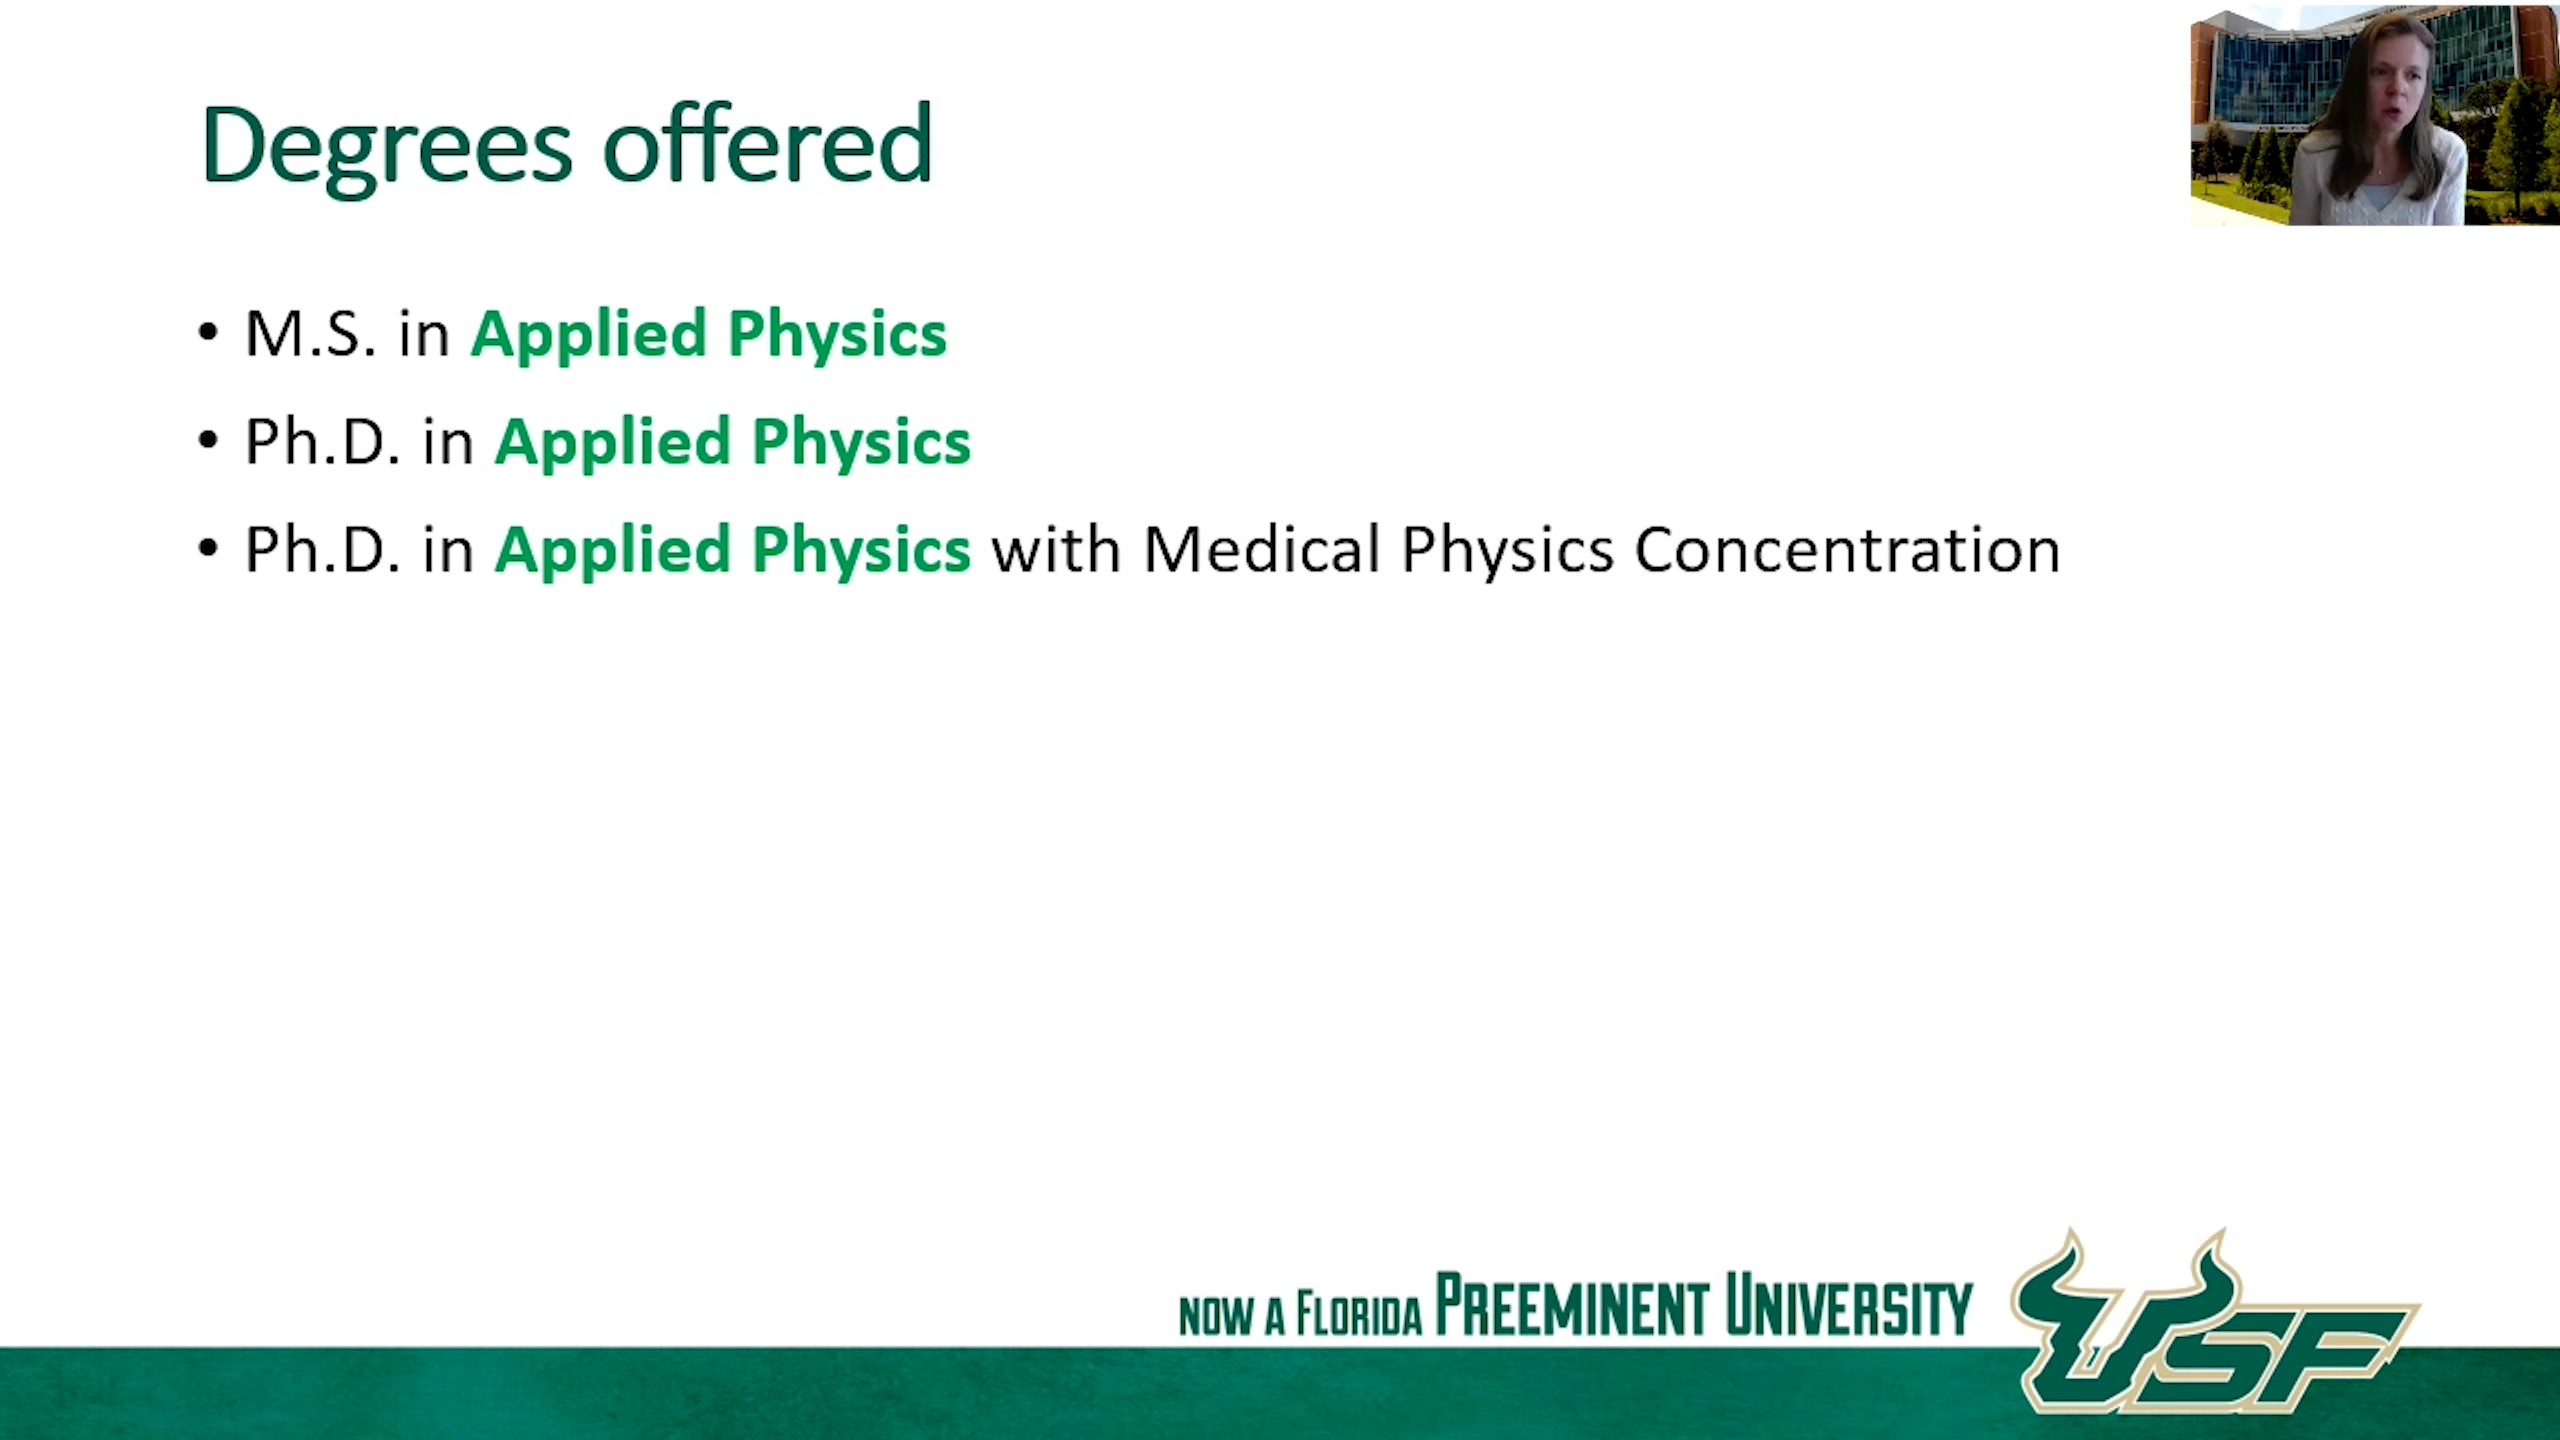 Degrees offered
• M.S. in Applied Physics
• Ph.D. in Applied Physics
• Ph.D. in Applied Physics with Medical Physics Concentration
NOW A FLORIDA PREEMINENT UNIVERSITY
USF